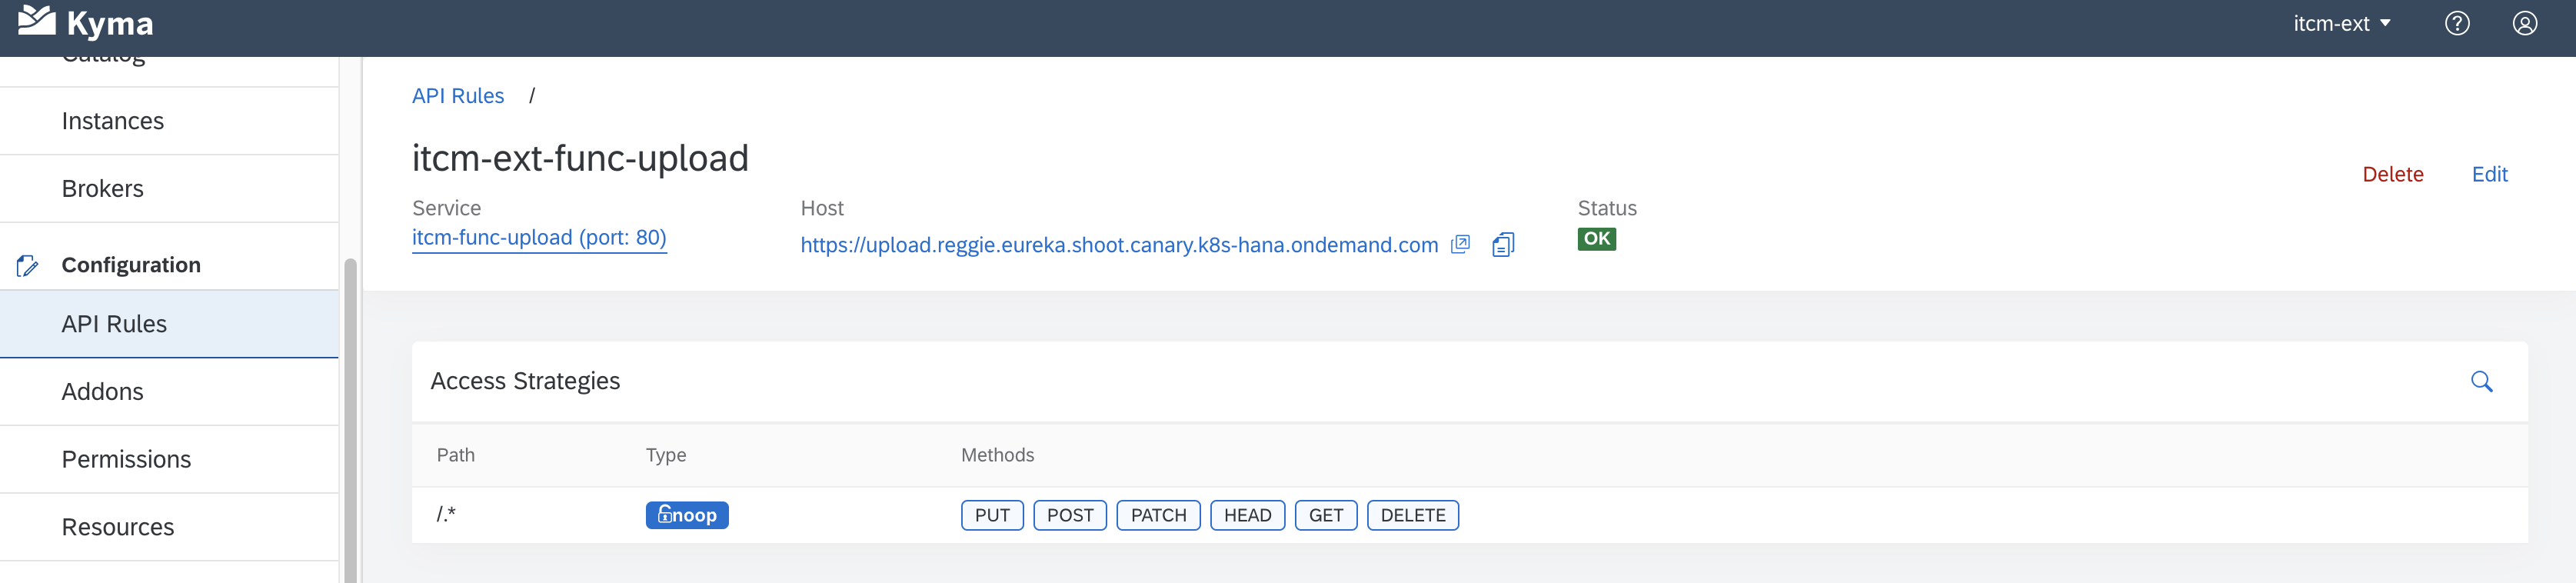 Kyma
itcm-ext
Catalog
Instances
Brokers
Configuration
API Rules
Addons
Permissions
Resources
API Rules /
itcm-ext-func-upload
Delete Edit
Service Host Status
itcm-func-upload (port: 80) https://upload.reggie.eureka.shoot.canary.k8s-hana.ondemand.com OK
Access Strategies
Path Type Methods
/.* noop PUT POST PATCH HEAD GET DELETE